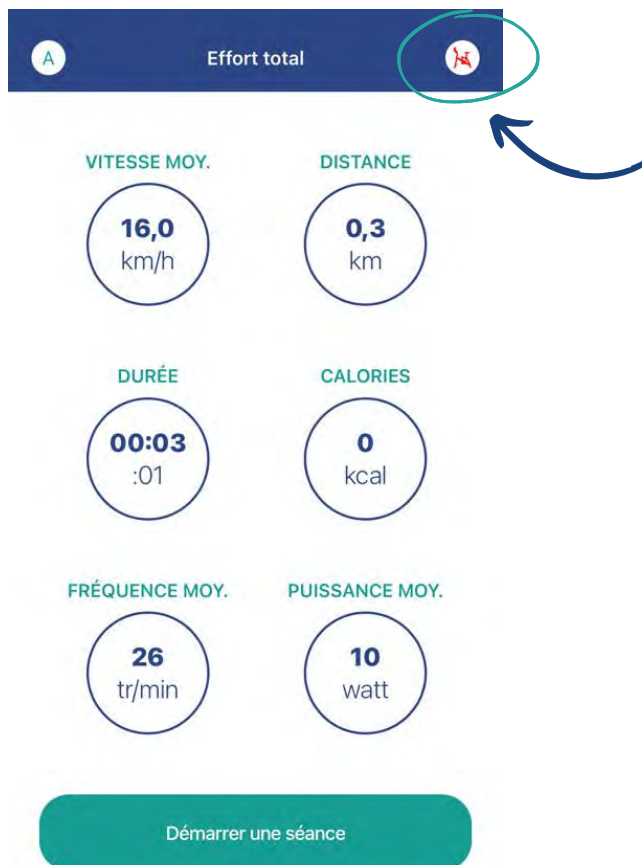 A
Effort total
VITESSE MOY.
DISTANCE
16,0
km/h
0,3
km
DURÉE
CALORIES
00:03
:01
0
kcal
FRÉQUENCE MOY.
PUISSANCE MOY.
26
tr/min
10
watt
Démarrer une séance